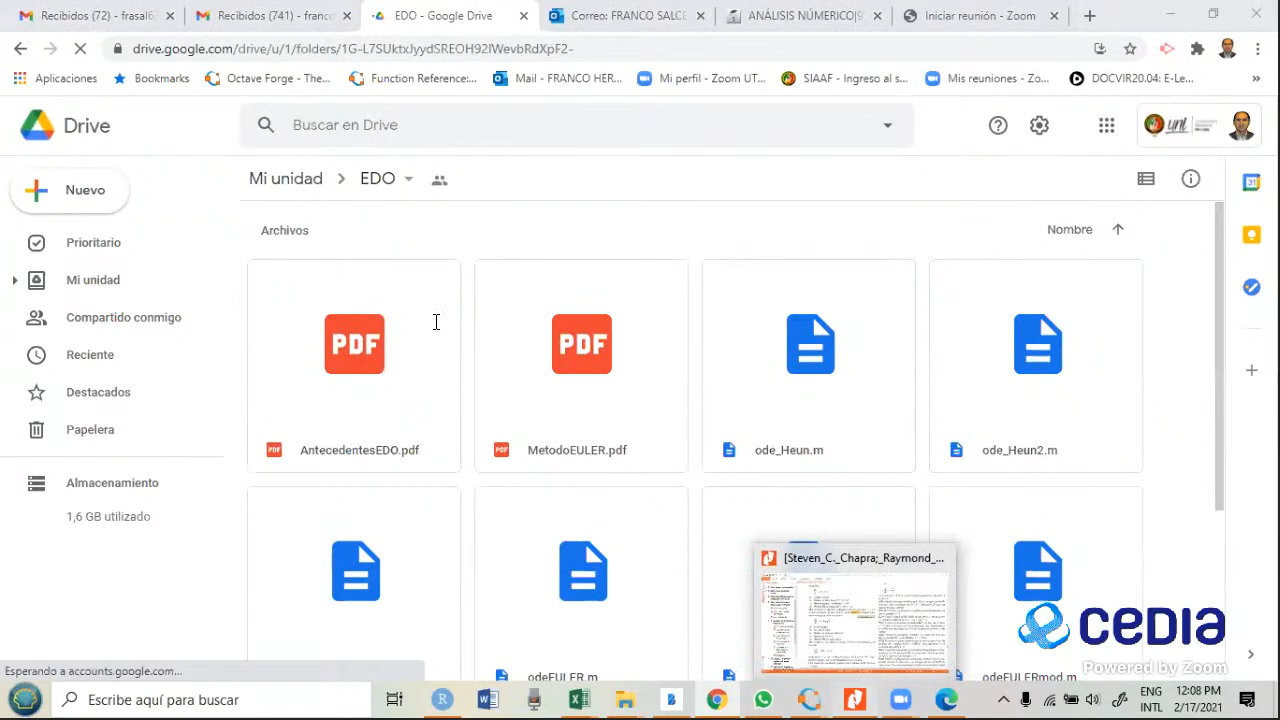 Recibidos (72) - frasal6
Recibidos (741) - franco
EDO - Google Drive
Correo: FRANCO SALCE
ANÁLISIS NÚMERICO|S
Iniciar reunión - Zoom
drive.google.com/drive/u/1/folders/1G-L7SUktxJyydSREOH92IWevbRdXpF2-
Aplicaciones
Bookmarks
Octave Forge - The...
Function Reference:...
Mail - FRANCO HER...
Mi perfil - Zoom UT...
SIAAF - Ingreso al s...
Mis reuniones - Zo...
DOCVIR20.04: E-Le...
Drive
Buscar en Drive
unl
Nuevo
Mi unidad
EDO
Prioritario
Archivos
Nombre
Mi unidad
Compartido conmigo
Reciente
Destacados
Papelera
Almacenamiento
1,6 GB utilizado
PDF
PDF
AntecedentesEDO.pdf
MetodoEULER.pdf
ode_Heun.m
ode_Heun2.m
[Steven_C._Chapra;_Raymond_...
cedia
powered by Zoom
Esperando a accounts.google.com...
odeEULER.m
odeEULERmod.m
Escribe aquí para buscar
ENG
INTL
12:08 PM
2/17/2021